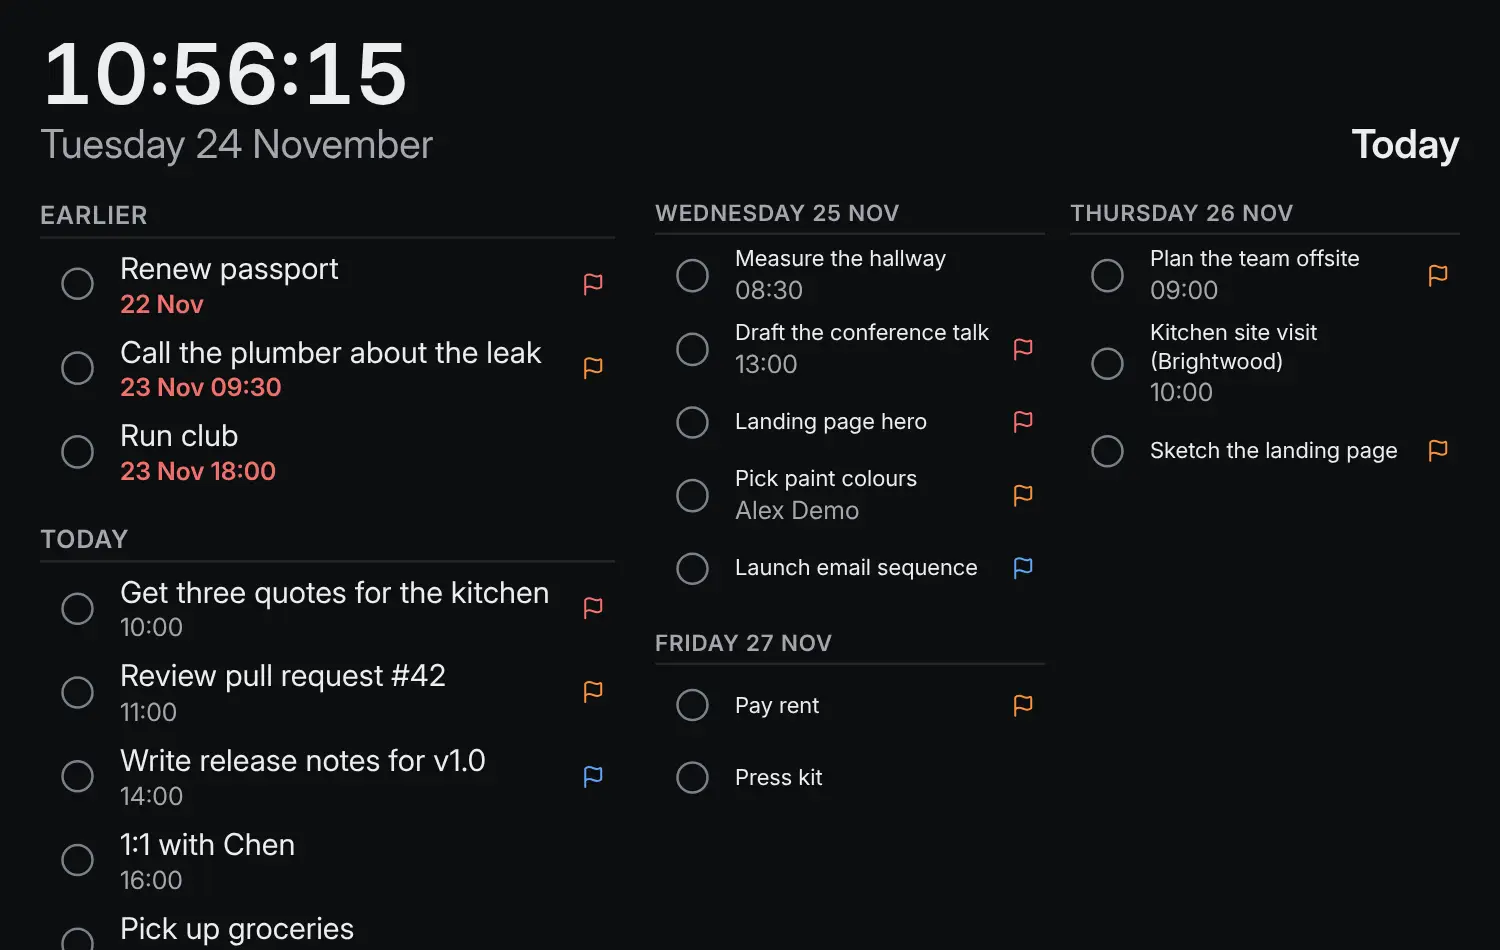 10:56:15
Tuesday 24 November
Today
EARLIER
Renew passport
22 Nov
Call the plumber about the leak
23 Nov 09:30
Run club
23 Nov 18:00
TODAY
Get three quotes for the kitchen
10:00
Review pull request #42
11:00
Write release notes for v1.0
14:00
1:1 with Chen
16:00
Pick up groceries
WEDNESDAY 25 NOV
Measure the hallway
08:30
Draft the conference talk
13:00
Landing page hero
Pick paint colours
Alex Demo
Launch email sequence
FRIDAY 27 NOV
Pay rent
Press kit
THURSDAY 26 NOV
Plan the team offsite
09:00
Kitchen site visit
(Brightwood)
10:00
Sketch the landing page